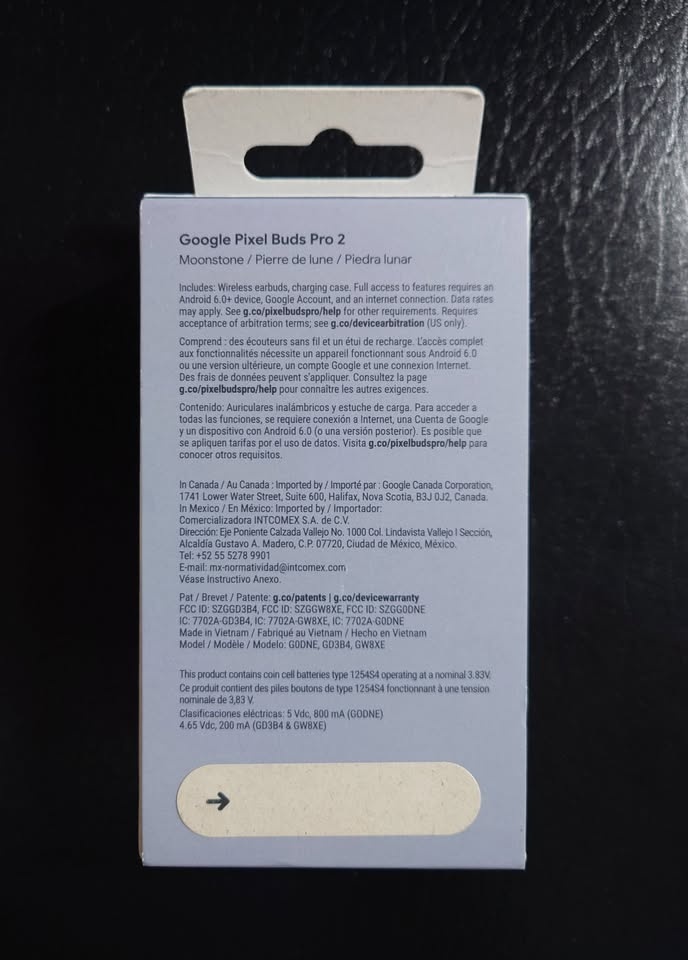 Google Pixel Buds Pro 2
Moonstone / Pierre de lune / Piedra lunar
Includes: Wireless earbuds, charging case. Full access to features requires an
Android 6.0+ device, Google Account, and an internet connection. Data rates
may apply. See g.co/pixelbudspro/help for other requirements. Requires
acceptance of arbitration terms; see g.co/devicearbitration (US only).
Comprend : des écouteurs sans fil et un étui de recharge. L'accès complet
aux fonctionnalités nécessite un appareil fonctionnant sous Android 6.0
ou une version ultérieure, un compte Google et une connexion Internet.
Des frais de données peuvent s'appliquer. Consultez la page
g.co/pixelbudspro/help pour connaître les autres exigences.
Contenido: Auriculares inalámbricos y estuche de carga. Para acceder a
todas las funciones, se requiere conexión a Internet, una Cuenta de Google
y un dispositivo con Android 6.0 (o una versión posterior). Es posible que
se apliquen tarifas por el uso de datos. Visita g.co/pixelbudspro/help para
conocer otros requisitos.
In Canada / Au Canada : Imported by / Importé par : Google Canada Corporation,
1741 Lower Water Street, Suite 600, Halifax, Nova Scotia, B3J 0J2, Canada.
In Mexico / En México: Imported by / Importador:
Comercializadora INTCOMEX S.A. de C.V.
Dirección: Eje Poniente Calzada Vallejo No. 1000 Col. Lindavista Vallejo I Sección,
Alcaldía Gustavo A. Madero, C.P. 07720, Ciudad de México, México.
Tel: +52 55 5278 9901
E-mail: mx-normatividad@intcomex.com
Véase Instructivo Anexo.
Pat / Brevet / Patente: g.co/patents | g.co/devicewarranty
FCC ID: SZGGD3B4, FCC ID: SZGGW8XE, FCC ID: SZGG0DNE
IC: 7702A-GD3B4, IC: 7702A-GW8XE, IC: 7702A-G0DNE
Made in Vietnam / Fabriqué au Vietnam / Hecho en Vietnam
Model / Modèle / Modelo: G0DNE, GD3B4, GW8XE
This product contains coin cell batteries type 1254S4 operating at a nominal 3.83V.
Ce produit contient des piles boutons de type 1254S4 fonctionnant à une tension
nominale de 3,83 V.
Clasificaciones eléctricas: 5 Vdc, 800 mA (G0DNE)
4.65 Vdc, 200 mA (GD3B4 & GW8XE)